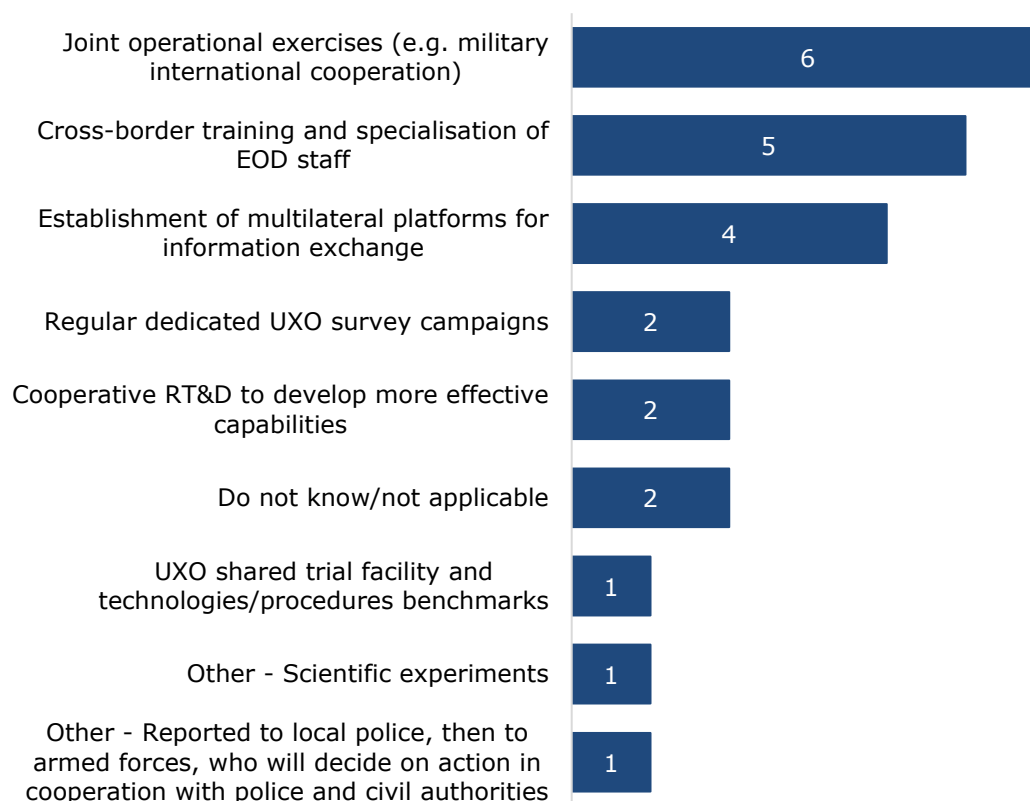 Joint operational exercises (e.g. military
international cooperation)
6
Cross-border training and specialisation of
EOD staff
5
Establishment of multilateral platforms for
information exchange
4
Regular dedicated UXO survey campaigns
2
Cooperative RT&D to develop more effective
capabilities
2
Do not know/not applicable
2
UXO shared trial facility and
technologies/procedures benchmarks
1
Other - Scientific experiments
1
Other - Reported to local police, then to
armed forces, who will decide on action in
cooperation with police and civil authorities
1